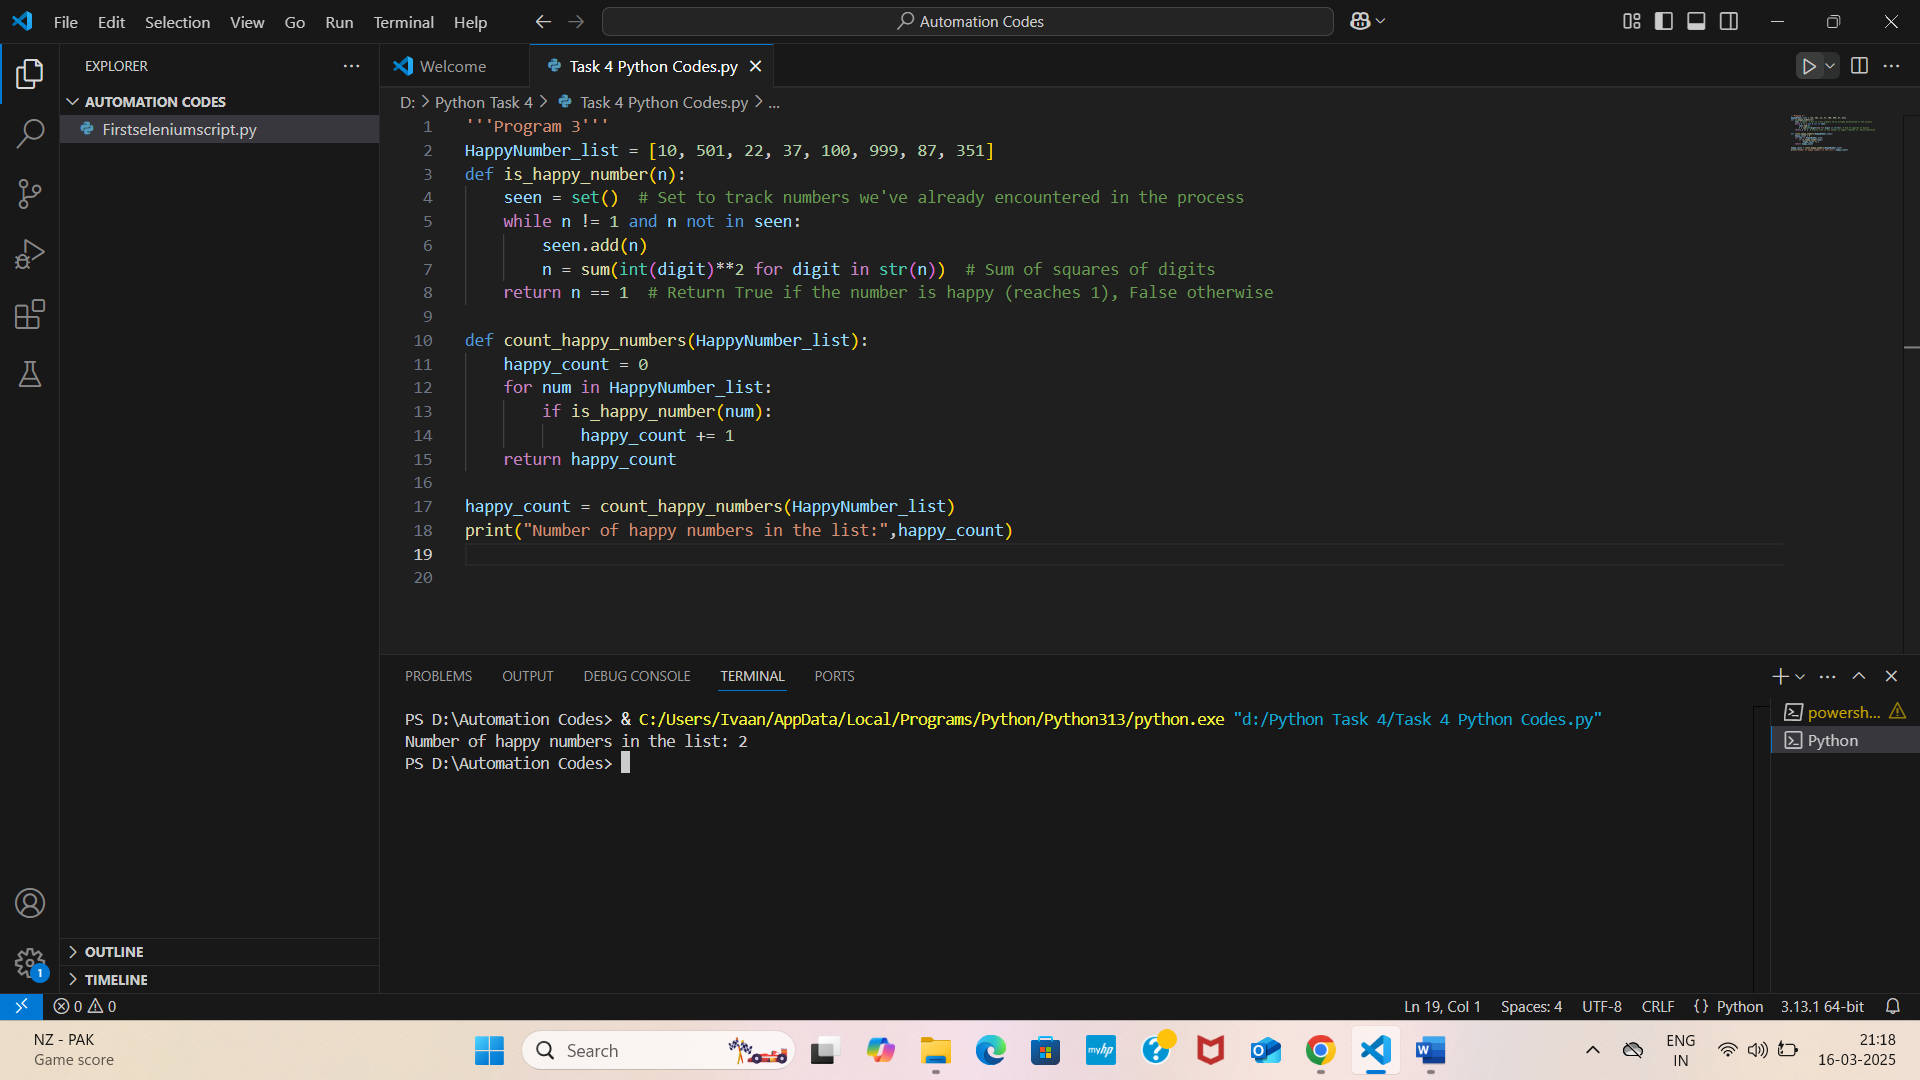 File Edit Selection View Go Run Terminal Help
Automation Codes
EXPLORER
AUTOMATION CODES
Firstseleniumscript.py
OUTLINE
TIMELINE
Welcome
Task 4 Python Codes.py
D: > Python Task 4 > Task 4 Python Codes.py > ...
1 '''Program 3'''
2 HappyNumber_list = [10, 501, 22, 37, 100, 999, 87, 351]
3 def is_happy_number(n):
4     seen = set()  # Set to track numbers we've already encountered in the process
5     while n != 1 and n not in seen:
6         seen.add(n)
7         n = sum(int(digit)**2 for digit in str(n))  # Sum of squares of digits
8     return n == 1  # Return True if the number is happy (reaches 1), False otherwise
9
10 def count_happy_numbers(HappyNumber_list):
11     happy_count = 0
12     for num in HappyNumber_list:
13         if is_happy_number(num):
14             happy_count += 1
15     return happy_count
16
17 happy_count = count_happy_numbers(HappyNumber_list)
18 print("Number of happy numbers in the list:",happy_count)
19
20
PROBLEMS OUTPUT DEBUG CONSOLE TERMINAL PORTS
PS D:\Automation Codes> & C:/Users/Ivaan/AppData/Local/Programs/Python/Python313/python.exe "d:/Python Task 4/Task 4 Python Codes.py"
Number of happy numbers in the list: 2
PS D:\Automation Codes>
powersh...
Python
1
0 0
Ln 19, Col 1 Spaces: 4 UTF-8 CRLF {} Python 3.13.1 64-bit
NZ - PAK
Game score
Search
myhp
ENG
IN
21:18
16-03-2025